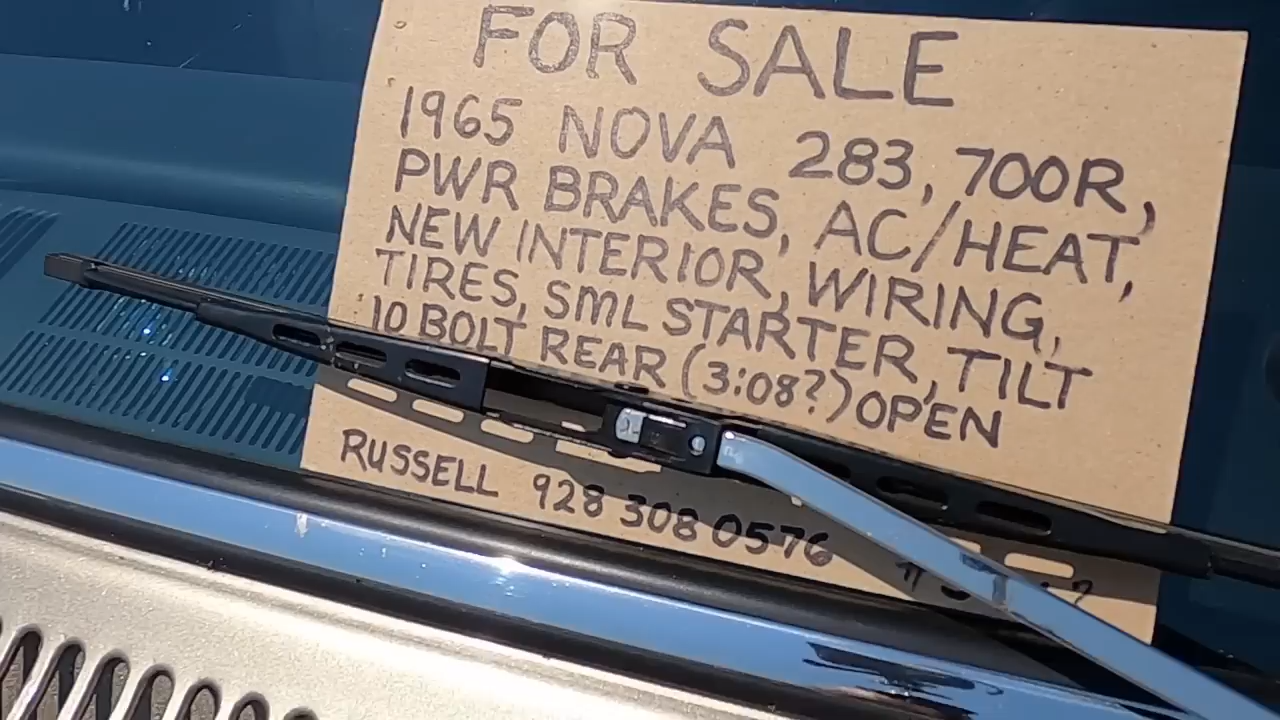 FOR SALE
1965 NOVA 283, 700R,
PWR BRAKES, AC/HEAT,
NEW INTERIOR, WIRING,
TIRES, SML STARTER, TILT
10 BOLT REAR (3:08?) OPEN
RUSSELL 928 308 0576